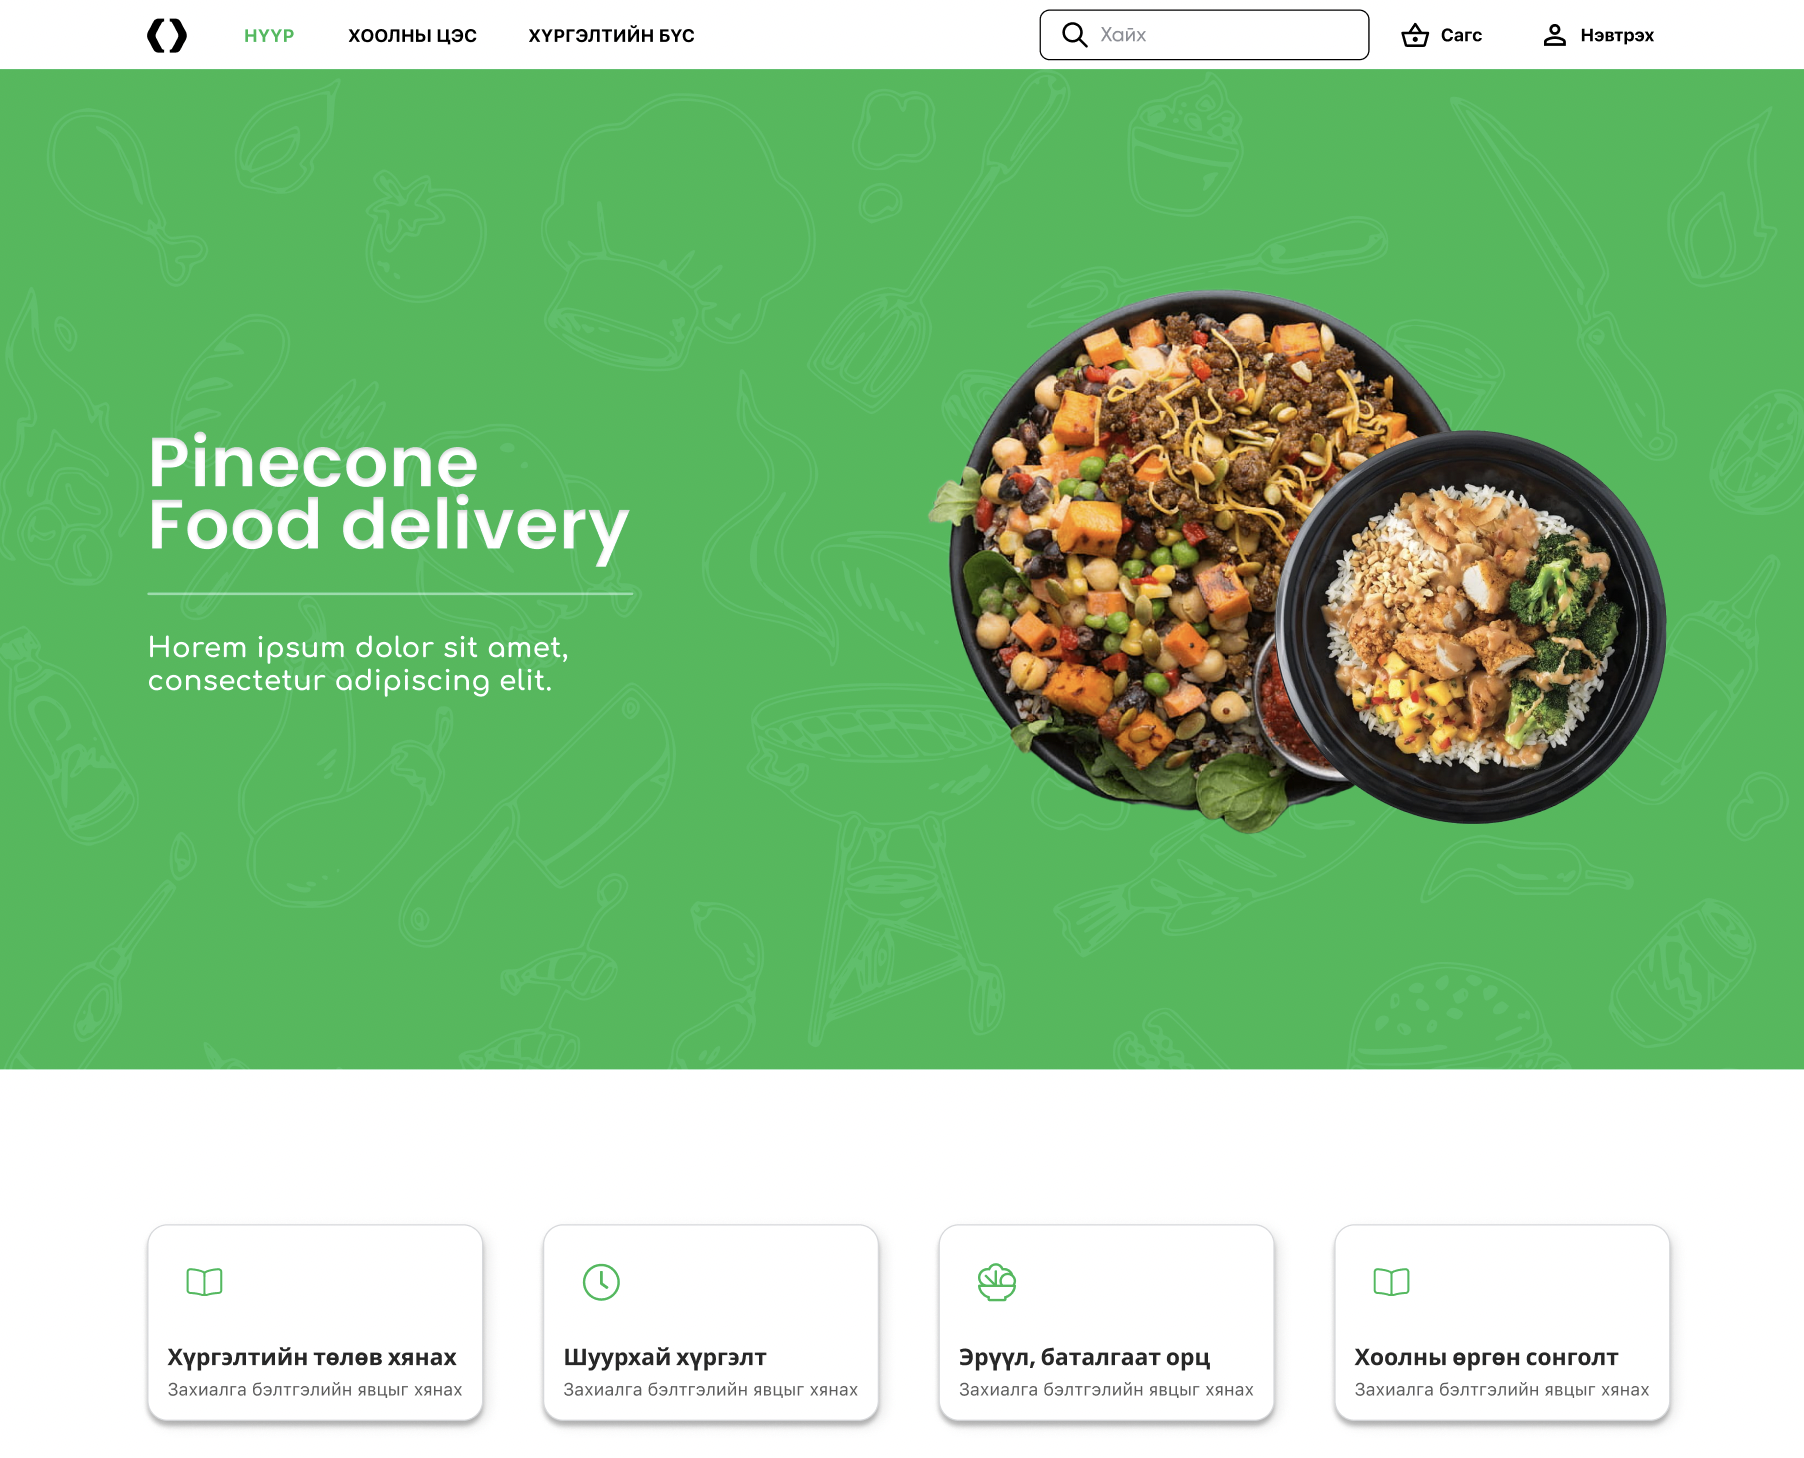 НҮҮР
ХООЛНЫ ЦЭС
ХҮРГЭЛТИЙН БҮС
Хайх
Сагс
Нэвтрэх
Pinecone
Food delivery
Horem ipsum dolor sit amet,
consectetur adipiscing elit.
Хүргэлтийн төлөв хянах
Захиалга бэлтгэлийн явцыг хянах
Шуурхай хүргэлт
Захиалга бэлтгэлийн явцыг хянах
Эрүүл, баталгаат орц
Захиалга бэлтгэлийн явцыг хянах
Хоолны өргөн сонголт
Захиалга бэлтгэлийн явцыг хянах